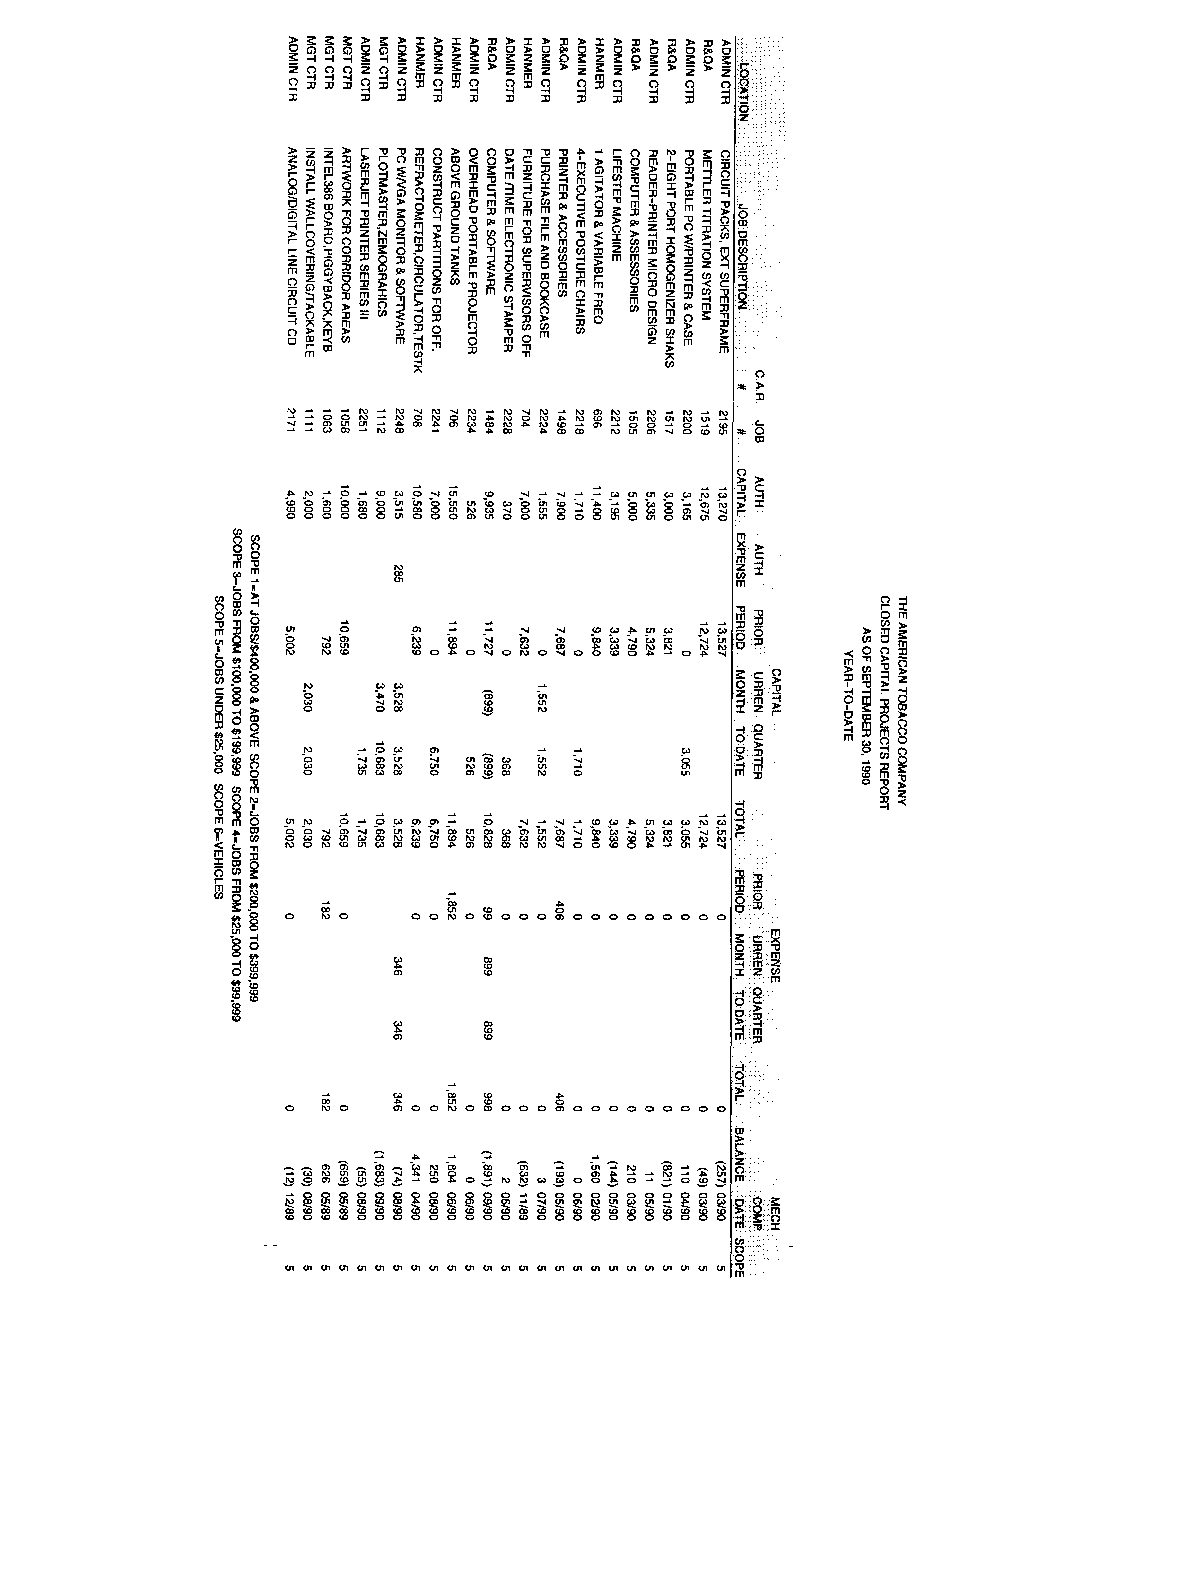 THE AMERICAN TOBACCO COMPANY
CLOSED CAPITAL PROJECTS REPORT
AS OF SEPTEMBER 30, 1990
YEAR-TO-DATE
CAPITAL EXPENSE MECH
C.A.R. JOB AUTH AUTH PRIOR URREN QUARTER PRIOR URREN QUARTER COMP
LOCATION JOB DESCRIPTION # # CAPITAL EXPENSE PERIOD MONTH TO DATE TOTAL PERIOD MONTH TO DATE TOTAL BALANCE DATE SCOPE
ADMIN CTR CIRCUIT PACKS, EXT SUPERFRAME 2195 13,270 13,527 13,527 0 0 (257) 03/90 5
R&QA METTLER TITRATION SYSTEM 1519 12,675 12,724 12,724 0 0 (49) 03/90 5
ADMIN CTR PORTABLE PC W/PRINTER & CASE 2200 3,165 0 3,055 3,055 0 0 110 04/90 5
R&QA 2-EIGHT PORT HOMOGENIZER SHAKS 1517 3,000 3,821 3,821 0 0 (821) 01/90 5
ADMIN CTR READER-PRINTER MICRO DESIGN 2206 5,335 5,324 5,324 0 0 11 05/90 5
R&QA COMPUTER & ASSESSORIES 1505 5,000 4,790 4,790 0 0 210 03/90 5
ADMIN CTR LIFESTEP MACHINE 2212 3,195 3,339 3,339 0 0 (144) 05/90 5
HANMER 1 AGITATOR & VARIABLE FREQ 696 11,400 9,840 9,840 0 0 1,560 02/90 5
ADMIN CTR 4-EXECUTIVE POSTURE CHAIRS 2218 1,710 0 1,710 1,710 0 0 0 06/90 5
R&QA PRINTER & ACCESSORIES 1498 7,900 7,687 7,687 406 406 (193) 05/90 5
ADMIN CTR PURCHASE FILE AND BOOKCASE 2224 1,555 0 1,552 1,552 1,552 0 0 3 07/90 5
HANMER FURNITURE FOR SUPERVISORS OFF 704 7,000 7,632 7,632 0 0 (632) 11/89 5
ADMIN CTR DATE /TIME ELECTRONIC STAMPER 2228 370 0 368 368 0 0 2 06/90 5
R&QA COMPUTER & SOFTWARE 1484 9,935 11,727 (899) (899) 10,828 99 899 899 998 (1,891) 09/90 5
ADMIN CTR OVERHEAD PORTABLE PROJECTOR 2234 526 0 526 526 0 0 0 06/90 5
HANMER ABOVE GROUND TANKS 706 15,550 11,894 11,894 1,852 1,852 1,804 06/90 5
ADMIN CTR CONSTRUCT PARTITIONS FOR OFF. 2241 7,000 0 6,750 6,750 0 0 250 08/90 5
HANMER REFRACTOMETER,CIRCULATOR,TESTK 708 10,580 6,239 6,239 0 0 4,341 04/90 5
ADMIN CTR PC W/VGA MONITOR & SOFTWARE 2248 3,515 285 3,528 3,528 3,528 346 346 346 (74) 08/90 5
MGT CTR PLOTMASTER,ZEMOGRAHICS 1112 9,000 3,470 10,683 10,683 (1,683) 09/90 5
ADMIN CTR LASERJET PRINTER SERIES III 2251 1,680 1,735 1,735 (55) 08/90 5
MGT CTR ARTWORK FOR CORRIDOR AREAS 1058 10,000 10,659 10,659 0 0 (659) 05/89 5
MGT CTR INTEL386 BOARD,PIGGYBACK,KEYB 1063 1,600 792 792 182 182 626 05/89 5
MGT CTR INSTALL WALLCOVERING/TACKABLE 1111 2,000 2,030 2,030 2,030 (30) 08/90 5
ADMIN CTR ANALOG/DIGITAL LINE CIRCUIT CD 2171 4,990 5,002 5,002 0 0 (12) 12/89 5
SCOPE 1=AT JOBS/$400,000 & ABOVE SCOPE 2=JOBS FROM $200,000 TO $399,999
SCOPE 3=JOBS FROM $100,000 TO $199,999 SCOPE 4=JOBS FROM $25,000 TO $99,999
SCOPE 5=JOBS UNDER $25,000 SCOPE 6=VEHICLES